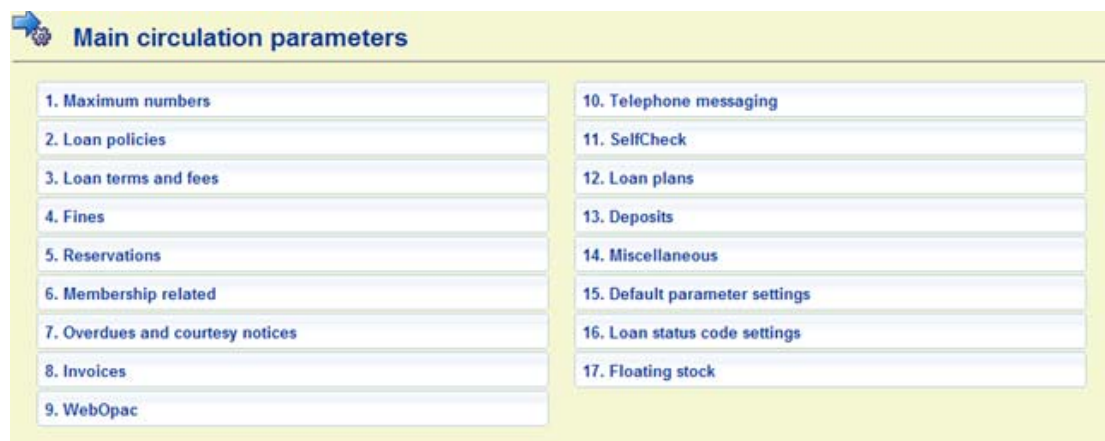 Main circulation parameters
1. Maximum numbers
2. Loan policies
3. Loan terms and fees
4. Fines
5. Reservations
6. Membership related
7. Overdues and courtesy notices
8. Invoices
9. WebOpac
10. Telephone messaging
11. SelfCheck
12. Loan plans
13. Deposits
14. Miscellaneous
15. Default parameter settings
16. Loan status code settings
17. Floating stock